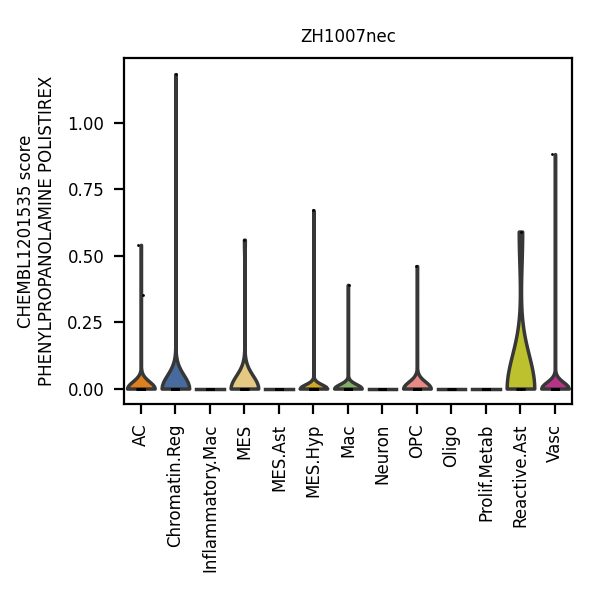 ZH1007nec
CHEMBL1201535 score
PHENYLPROPANOLAMINE POLISTIREX
1.00
0.75
0.50
0.25
0.00
AC
Chromatin.Reg
Inflammatory.Mac
MES
MES.Ast
MES.Hyp
Mac
Neuron
OPC
Oligo
Prolif.Metab
Reactive.Ast
Vasc